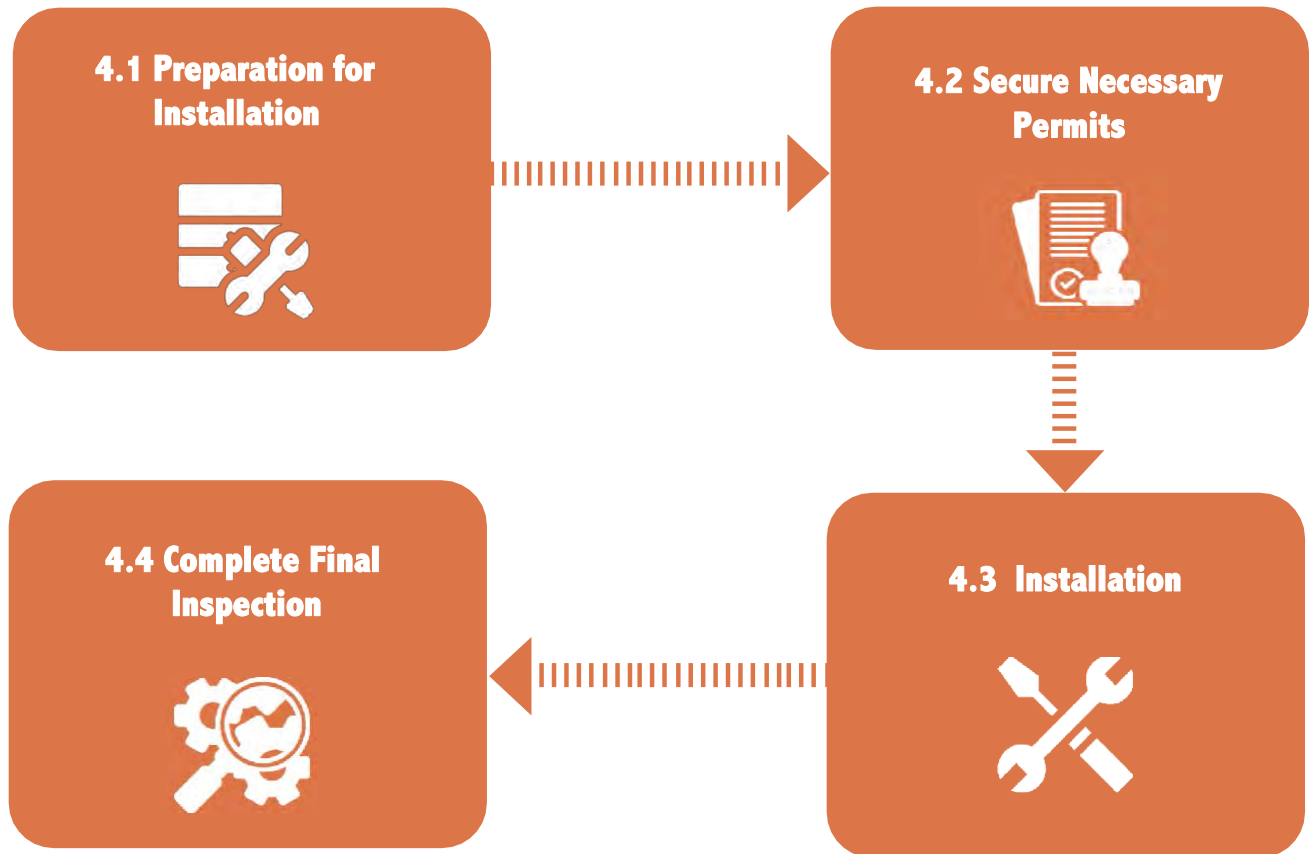 4.1 Preparation for
Installation
4.2 Secure Necessary
Permits
4.3 Installation
4.4 Complete Final
Inspection